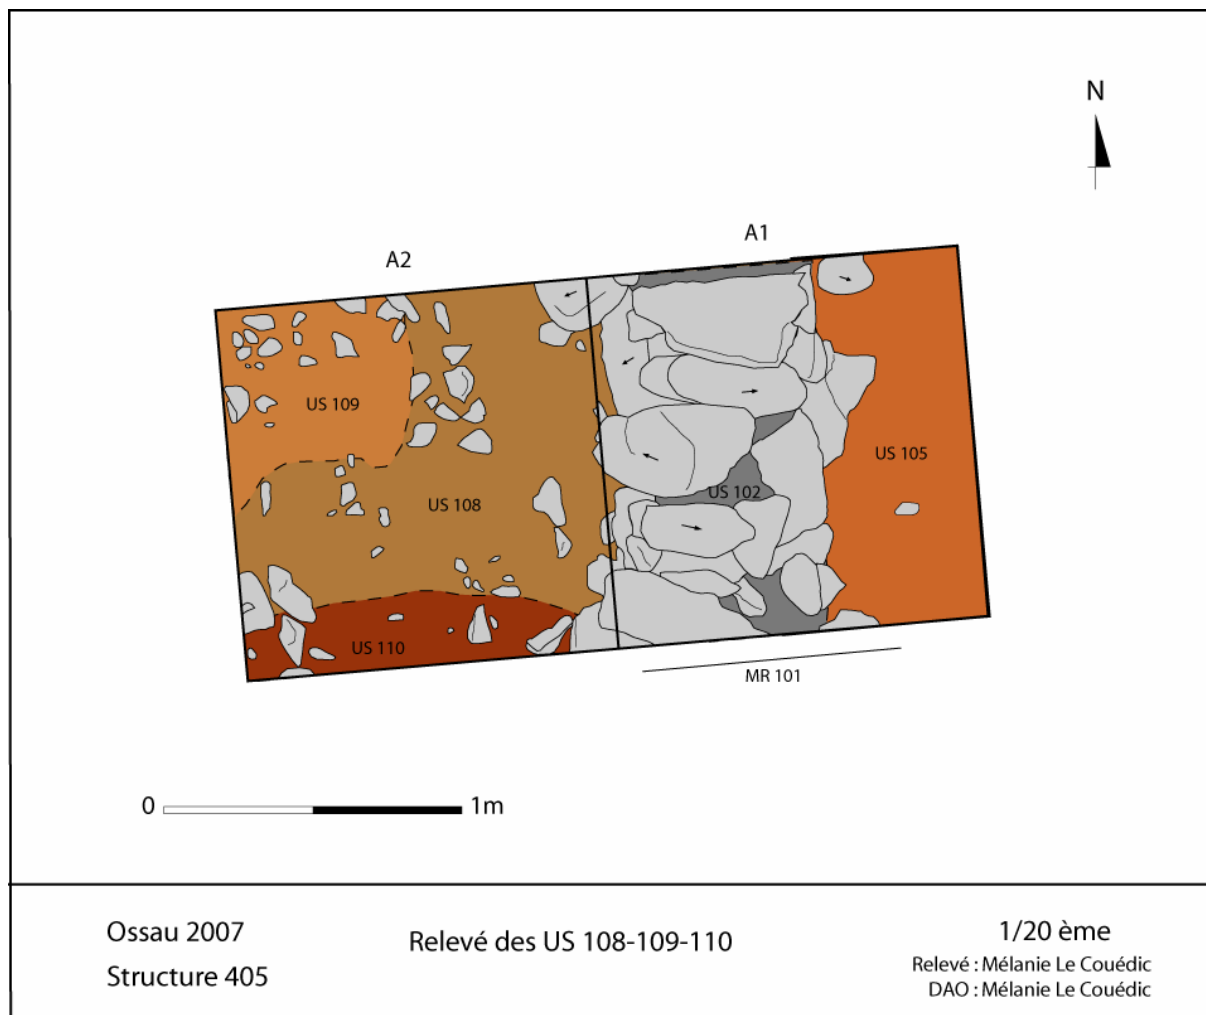 N
A1
A2
US 109
US 105
US 102
US 108
US 110
MR 101
0 1m
Ossau 2007
Structure 405
Relevé des US 108-109-110
1/20 ème
Relevé : Mélanie Le Couédic
DAO : Mélanie Le Couédic